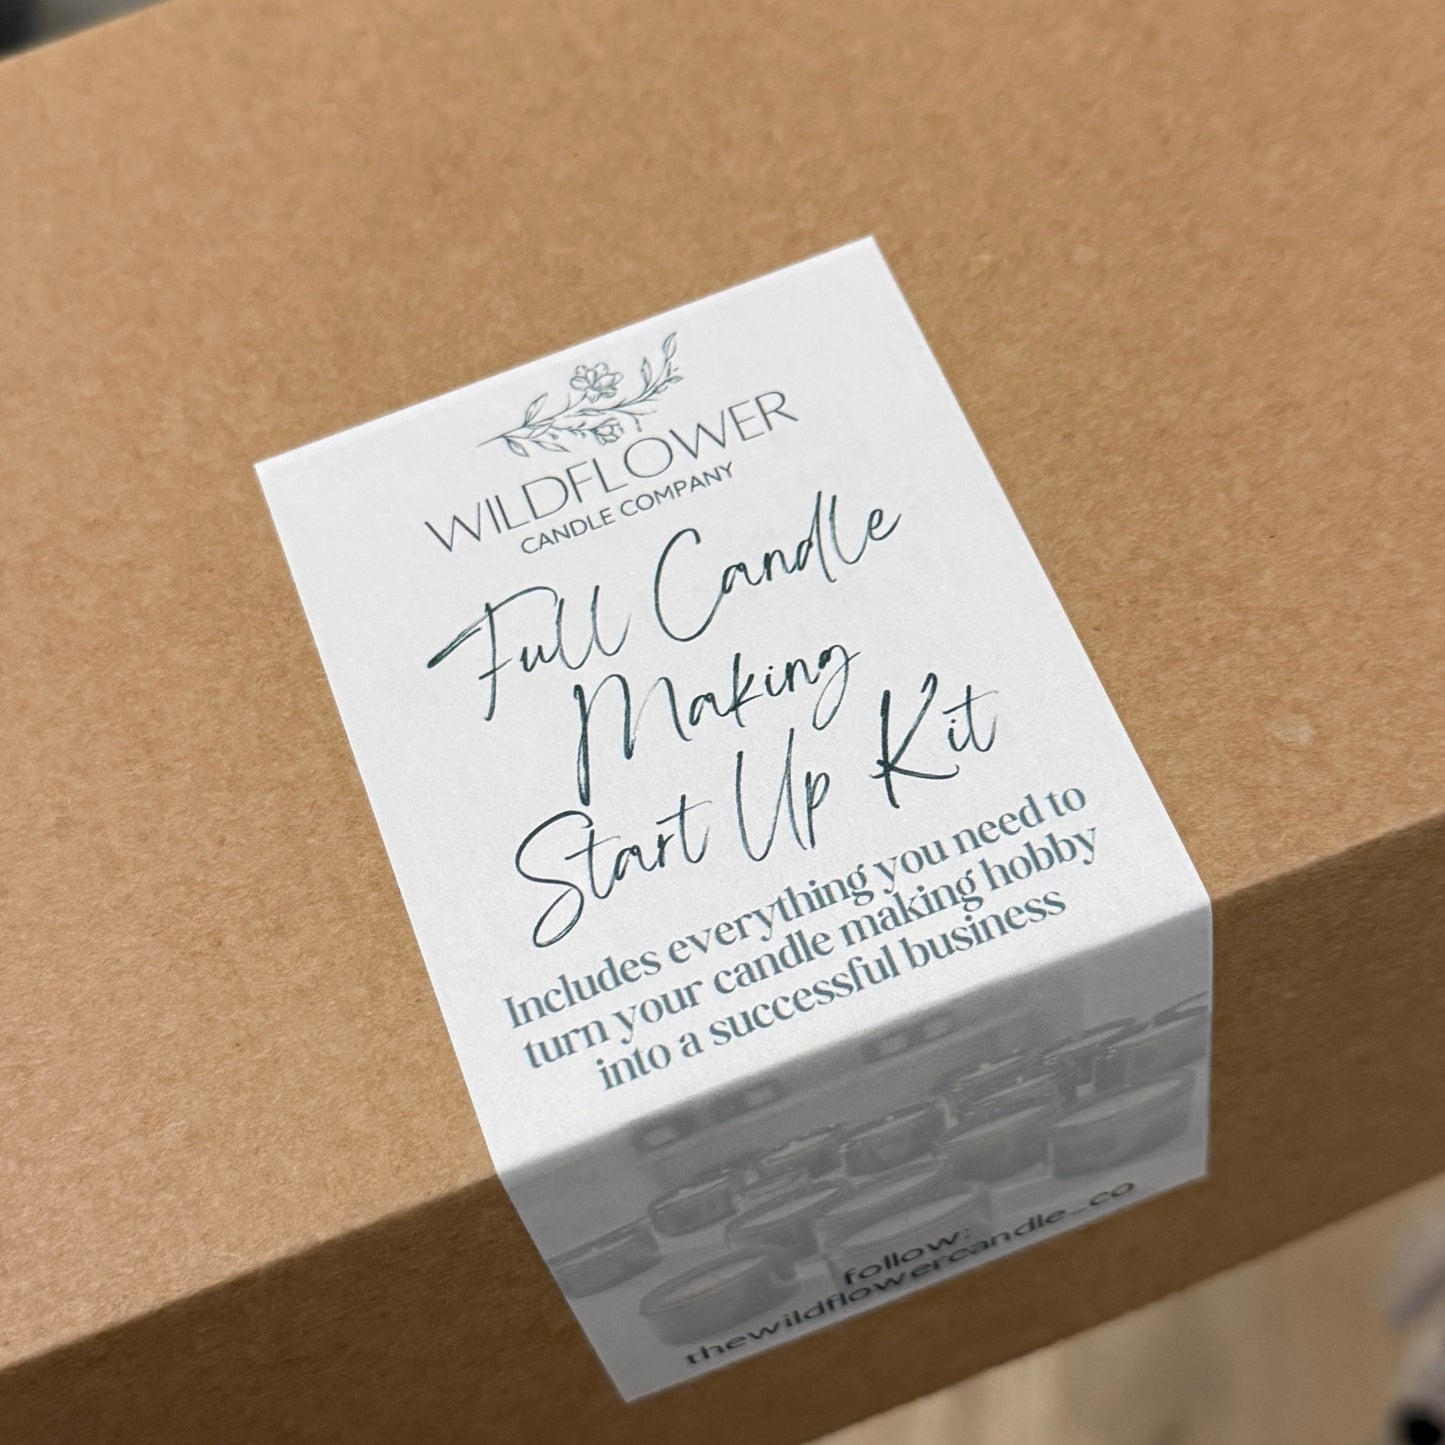 WILDFLOWER
CANDLE COMPANY
Full Candle
Making
Start Up Kit
Includes everything you need to
turn your candle making hobby
into a successful business
follow:
thewildflowercandle_co